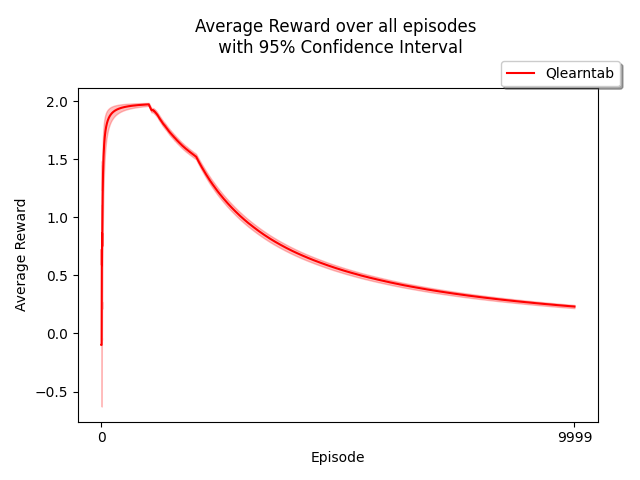 Average Reward over all episodes
with 95% Confidence Interval
Qlearntab
2.0
1.5
1.0
0.5
0.0
−0.5
Average Reward
0
9999
Episode